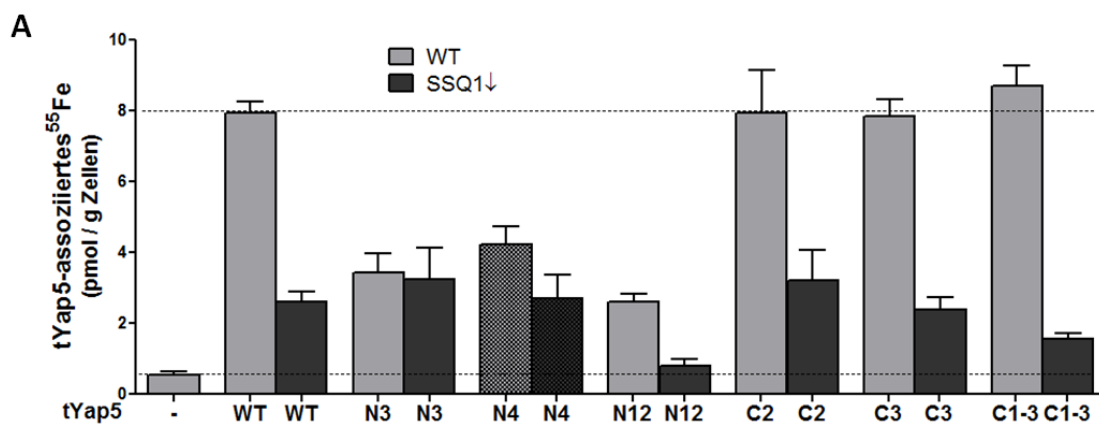 A
10
8
6
4
2
0
tYap5-assoziiertes ⁵⁵Fe
(pmol / g Zellen)
WT
SSQ1↓
tYap5 - WT WT N3 N3 N4 N4 N12 N12 C2 C2 C3 C3 C1-3 C1-3